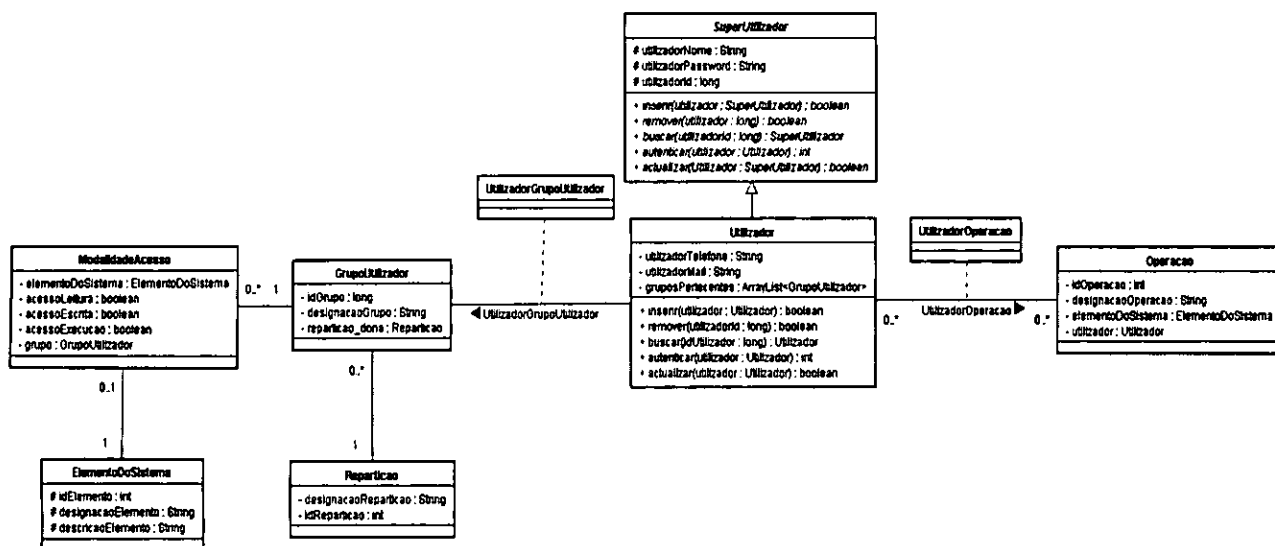 SuperUtilizador
# utilizadorNome : String
# utilizadorPassword : String
# utilizadorId : long
+ inserir(utilizador : SuperUtilizador) : boolean
+ remover(utilizador : long) : boolean
+ buscar(utilizadorId : long) : SuperUtilizador
+ autenticar(utilizador : Utilizador) : int
+ actualizar(Utilizador : SuperUtilizador) : boolean
UtilizadorGrupoUtilizador
Utilizador
- utilizadorTelefone : String
- utilizadorMail : String
- gruposPertecentes : ArrayList<GrupoUtilizador>
+ inserir(utilizador : Utilizador) : boolean
+ remover(utilizadorId : long) : boolean
+ buscar(idUtilizador : long) : Utilizador
+ autenticar(utilizador : Utilizador) : int
+ actualizar(utilizador : Utilizador) : boolean
UtilizadorOperacao
Operacao
- idOperacao : int
- designacaoOperacao : String
- elementoDoSistema : ElementoDoSistema
- utilizador : Utilizador
0..*
UtilizadorOperacao
0..*
ModalidadeAcesso
- elementoDoSistema : ElementoDoSistema
- acessoLeitura : boolean
- acessoEscrita : boolean
- acessoExecucao : boolean
- grupo : GrupoUtilizador
0..*
1
GrupoUtilizador
- idGrupo : long
- designacaoGrupo : String
- reparticao_dona : Reparticao
UtilizadorGrupoUtilizador
0..1
1
0..*
1
ElementoDoSistema
# idElemento : int
# designacaoElemento : String
# descricaoElemento : String
Reparticao
- designacaoReparticao : String
- idReparticao : int